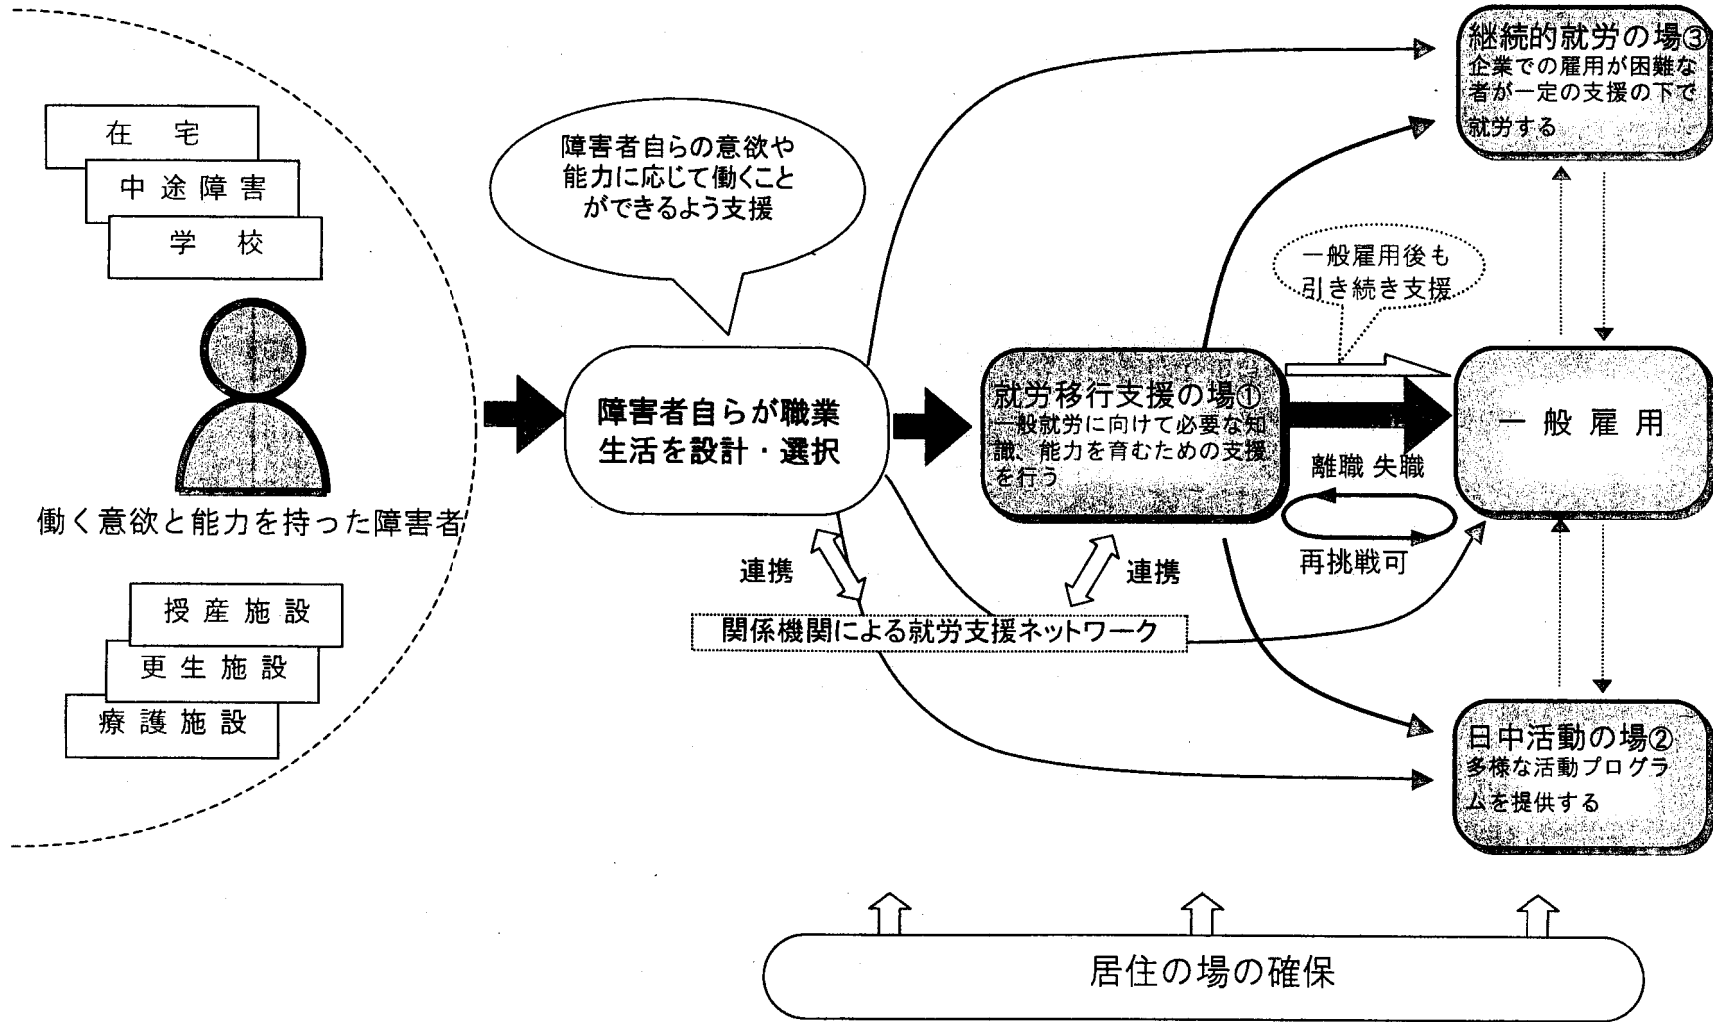 在 宅
中途障害
学 校
働く意欲と能力を持った障害者
授産施設
更生施設
療護施設
障害者自らの意欲や
能力に応じて働くこと
ができるよう支援
障害者自らが職業
生活を設計・選択
連携
連携
関係機関による就労支援ネットワーク
就労移行支援の場①
一般就労に向けて必要な知
識、能力を育むための支援
を行う
一般雇用後も
引き続き支援
離職 失職
再挑戦可
継続的就労の場③
企業での雇用が困難な
者が一定の支援の下で
就労する
一般雇用
日中活動の場②
多様な活動プログラ
ムを提供する
居住の場の確保